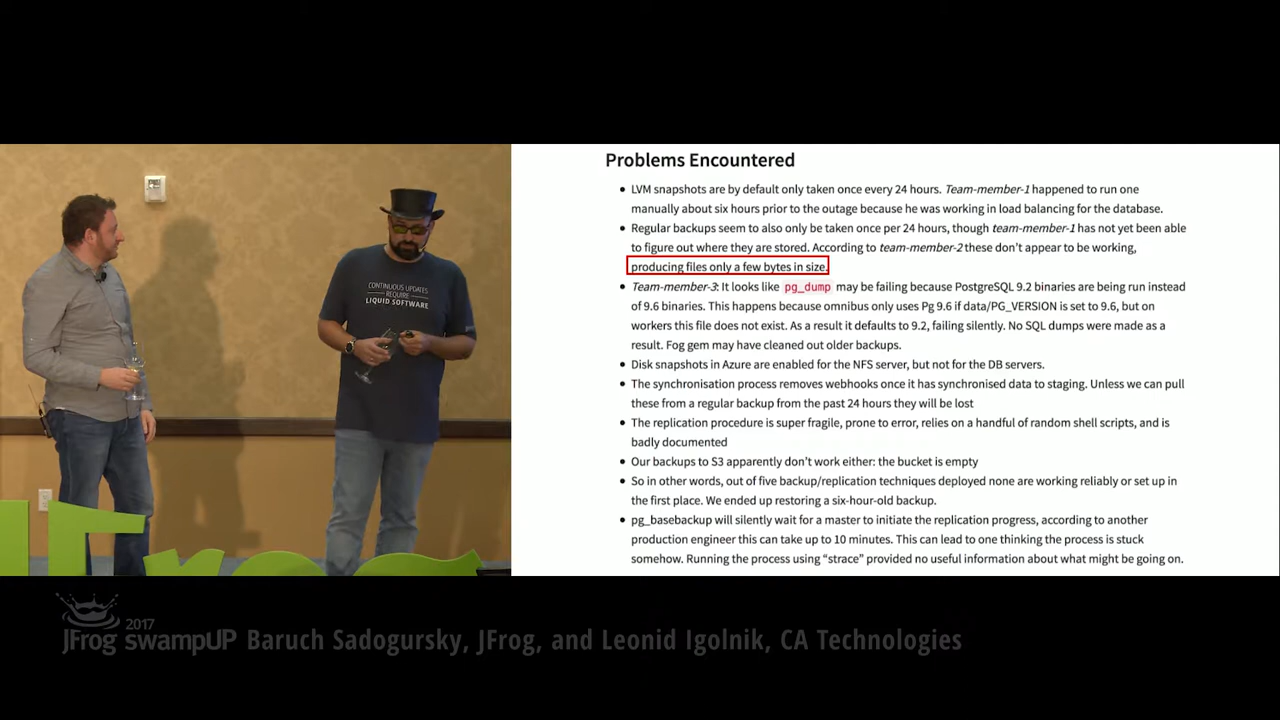 CONTINUOUS UPDATES
REQUIRE
LIQUID SOFTWARE
Problems Encountered
• LVM snapshots are by default only taken once every 24 hours. Team-member-1 happened to run one
manually about six hours prior to the outage because he was working in load balancing for the database.
• Regular backups seem to also only be taken once per 24 hours, though team-member-1 has not yet been able
to figure out where they are stored. According to team-member-2 these don't appear to be working,
producing files only a few bytes in size.
• Team-member-3: It looks like pg_dump may be failing because PostgreSQL 9.2 binaries are being run instead
of 9.6 binaries. This happens because omnibus only uses Pg 9.6 if data/PG_VERSION is set to 9.6, but on
workers this file does not exist. As a result it defaults to 9.2, failing silently. No SQL dumps were made as a
result. Fog gem may have cleaned out older backups.
• Disk snapshots in Azure are enabled for the NFS server, but not for the DB servers.
• The synchronisation process removes webhooks once it has synchronised data to staging. Unless we can pull
these from a regular backup from the past 24 hours they will be lost
• The replication procedure is super fragile, prone to error, relies on a handful of random shell scripts, and is
badly documented
• Our backups to S3 apparently don't work either: the bucket is empty
• So in other words, out of five backup/replication techniques deployed none are working reliably or set up in
the first place. We ended up restoring a six-hour-old backup.
• pg_basebackup will silently wait for a master to initiate the replication progress, according to another
production engineer this can take up to 10 minutes. This can lead to one thinking the process is stuck
somehow. Running the process using “strace” provided no useful information about what might be going on.
2017
JFrog swampUP Baruch Sadogursky, JFrog, and Leonid Igolnik, CA Technologies